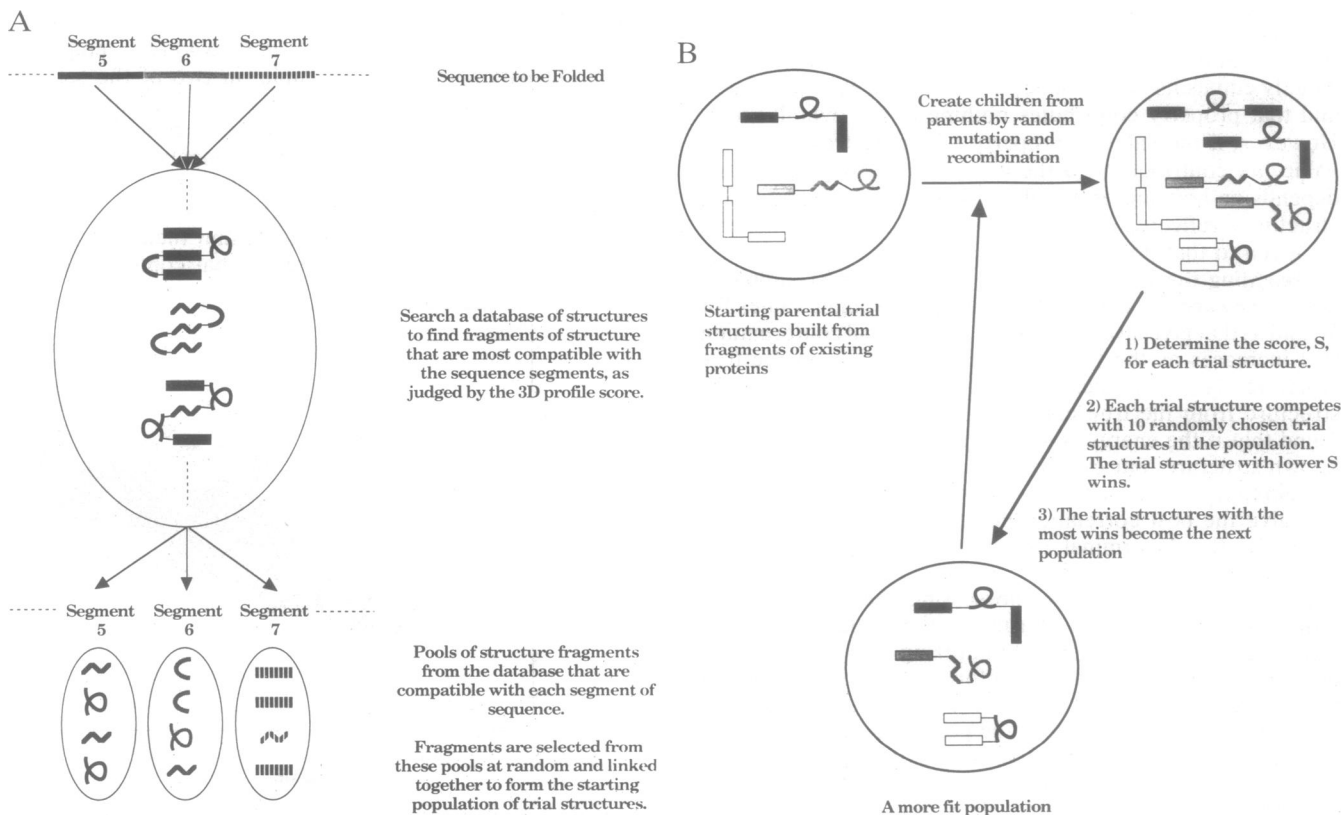 A
Segment Segment Segment
5 6 7
Sequence to be Folded
Search a database of structures
to find fragments of structure
that are most compatible with
the sequence segments, as
judged by the 3D profile score.
Segment Segment Segment
5 6 7
Pools of structure fragments
from the database that are
compatible with each segment of
sequence.
Fragments are selected from
these pools at random and linked
together to form the starting
population of trial structures.
B
Create children from
parents by random
mutation and
recombination
Starting parental trial
structures built from
fragments of existing
proteins
1) Determine the score, S,
for each trial structure.
2) Each trial structure competes
with 10 randomly chosen trial
structures in the population.
The trial structure with lower S
wins.
3) The trial structures with the
most wins become the next
population
A more fit population